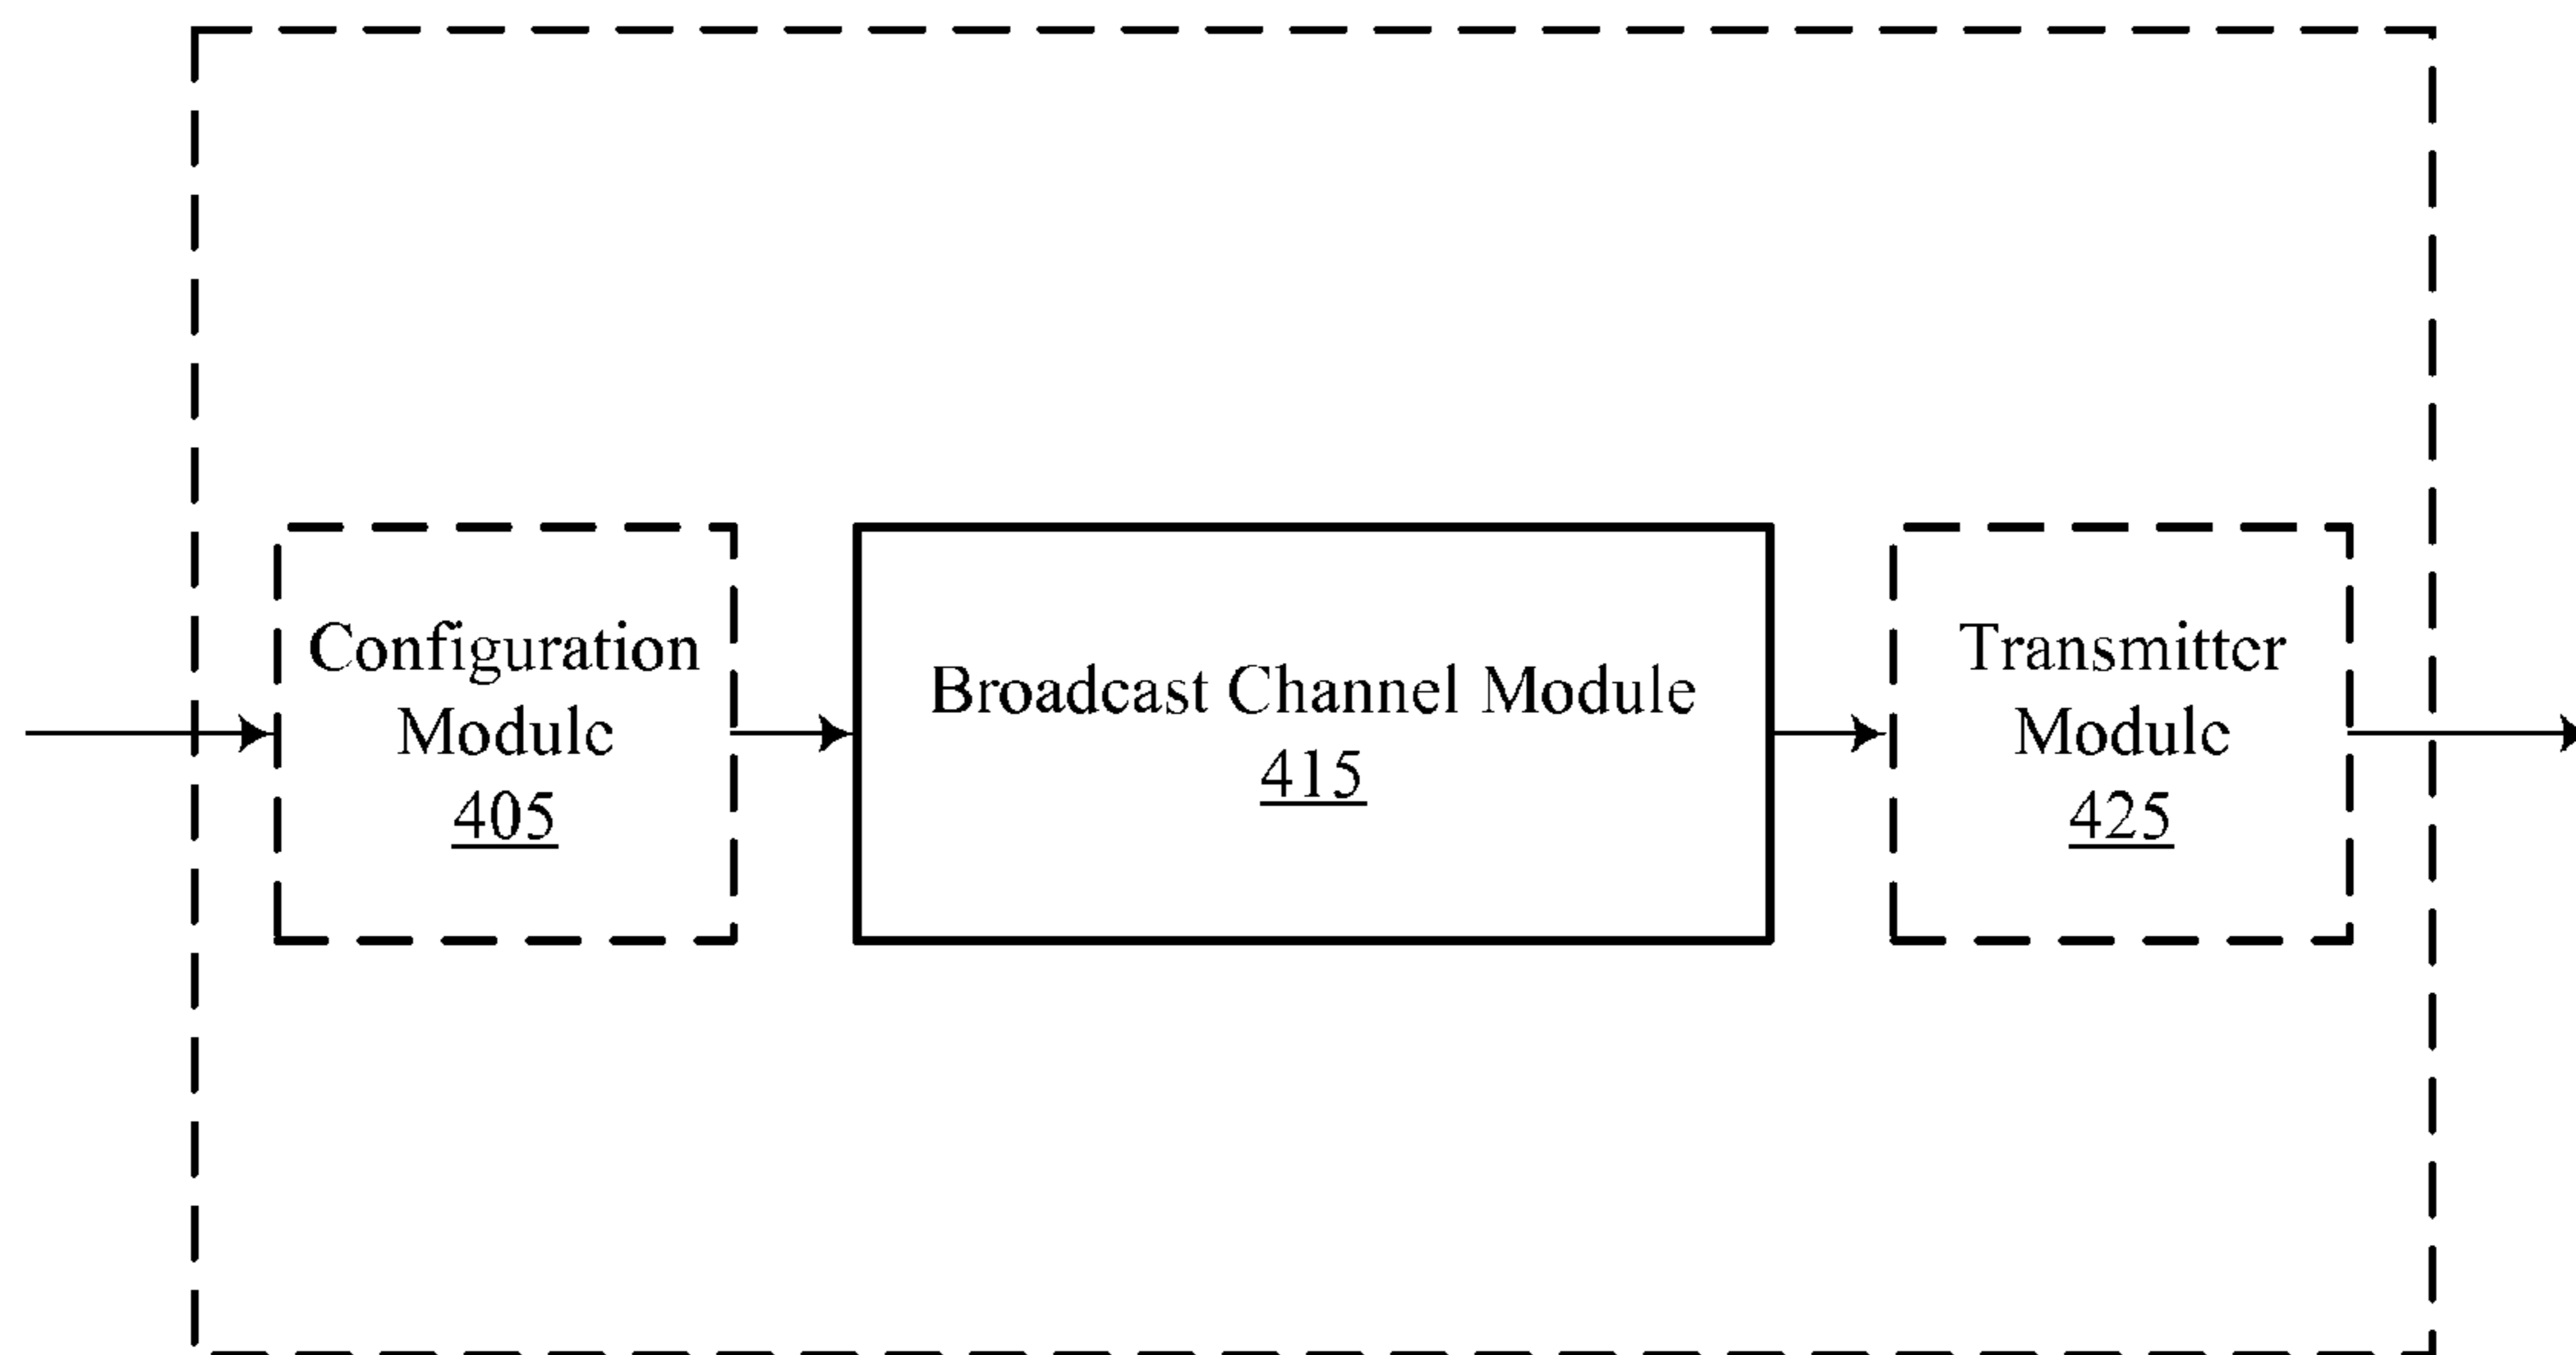 Configuration
Module
405
Broadcast Channel Module
415
Transmitter
Module
425